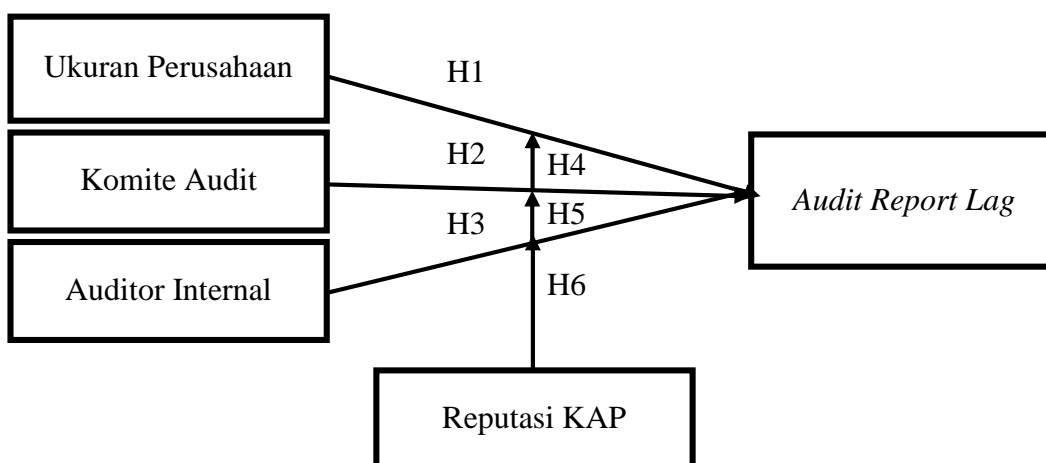 Ukuran Perusahaan
H1
Komite Audit
H2
H4
Audit Report Lag
H3
H5
Auditor Internal
H6
Reputasi KAP